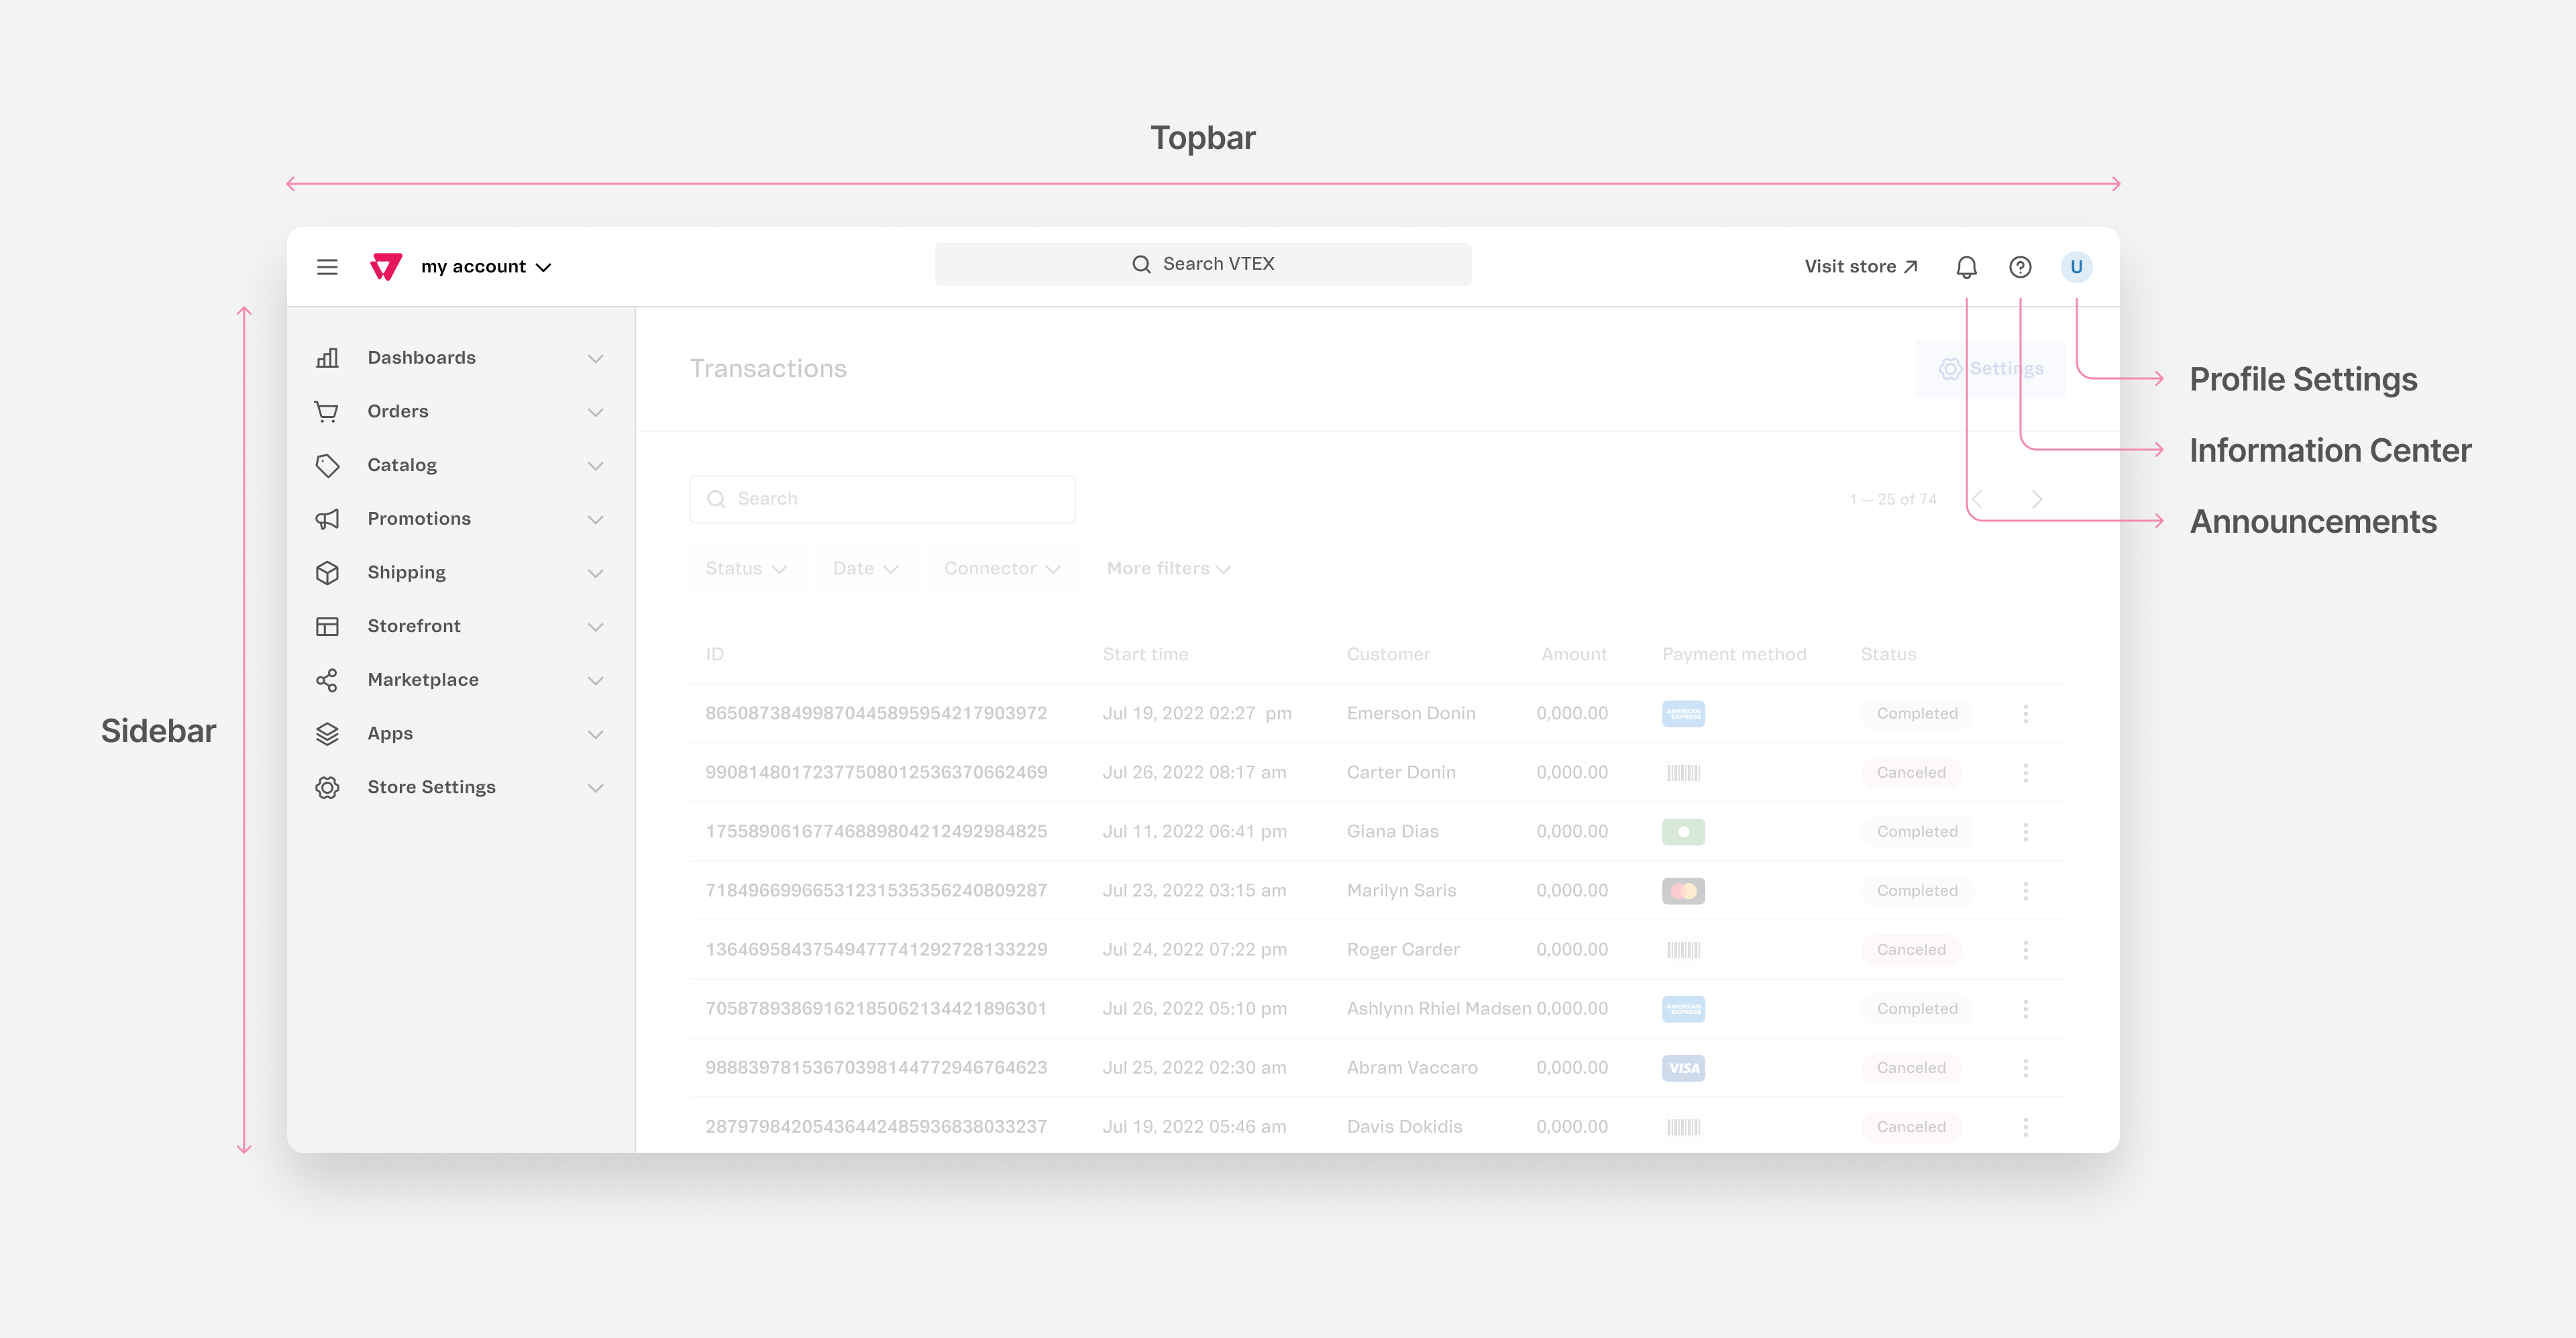 Topbar
my account
Search VTEX
Visit store
U
Dashboards
Orders
Catalog
Promotions
Shipping
Storefront
Marketplace
Apps
Store Settings
Sidebar
Transactions
Settings
Profile Settings
Information Center
Announcements
Search
1 — 25 of 74
Status Date Connector More filters
ID Start time Customer Amount Payment method Status
86508738499870445895954217903972 Jul 19, 2022 02:27 pm Emerson Donin 0,000.00 AMERICAN EXPRESS Completed
99081480172377508012536370662469 Jul 26, 2022 08:17 am Carter Donin 0,000.00 Canceled
17558906167746889804212492984825 Jul 11, 2022 06:41 pm Giana Dias 0,000.00 Completed
71849669966531231535356240809287 Jul 23, 2022 03:15 am Marilyn Saris 0,000.00 Completed
13646958437549477741292728133229 Jul 24, 2022 07:22 pm Roger Carder 0,000.00 Canceled
70587893869162185062134421896301 Jul 26, 2022 05:10 pm Ashlynn Rhiel Madsen 0,000.00 AMERICAN EXPRESS Completed
98883978153670398144772946764623 Jul 25, 2022 02:30 am Abram Vaccaro 0,000.00 VISA Canceled
28797984205436442485936838033237 Jul 19, 2022 05:46 am Davis Dokidis 0,000.00 Canceled